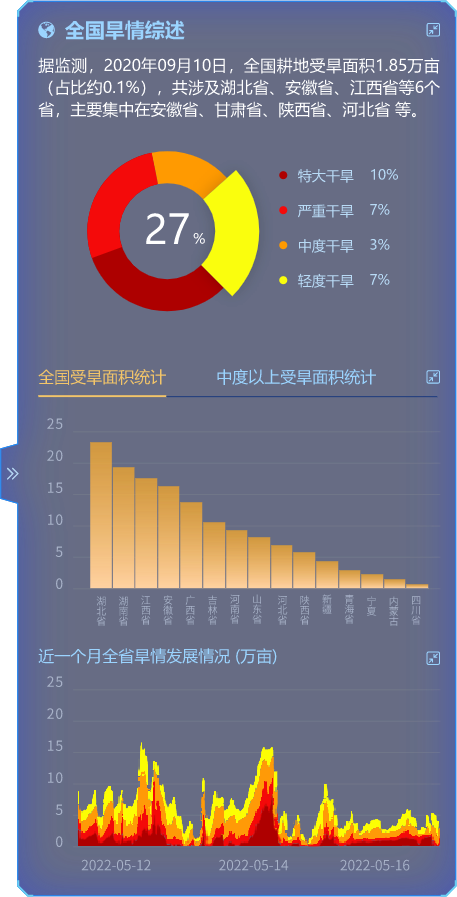 全国旱情综述
据监测，2020年09月10日，全国耕地受旱面积1.85万亩
（占比约0.1%），共涉及湖北省、安徽省、江西省等6个
省，主要集中在安徽省、甘肃省、陕西省、河北省 等。
27 %
特大干旱 10%
严重干旱 7%
中度干旱 3%
轻度干旱 7%
全国受旱面积统计 中度以上受旱面积统计
25
20
15
10
5
0
湖北省 湖南省 江西省 安徽省 广西省 吉林省 河南省 山东省 河北省 陕西省 新疆 青海省 宁夏 内蒙古 四川省
近一个月全省旱情发展情况 (万亩)
25
20
15
10
5
0
2022-05-12 2022-05-14 2022-05-16